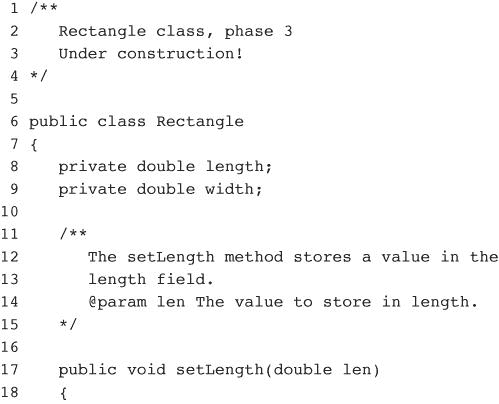 1 /**
2    Rectangle class, phase 3
3    Under construction!
4 */
5
6 public class Rectangle
7 {
8    private double length;
9    private double width;
10
11    /**
12       The setLength method stores a value in the
13       length field.
14       @param len The value to store in length.
15    */
16
17    public void setLength(double len)
18    {